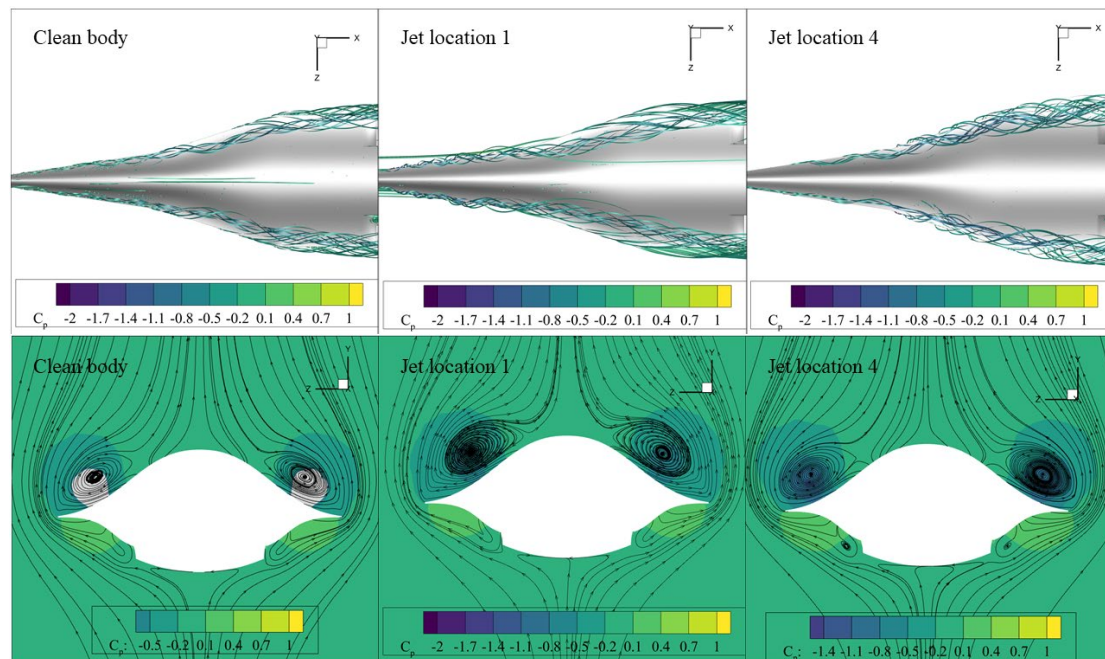 Clean body
Y X
Z
C_p -2 -1.7 -1.4 -1.1 -0.8 -0.5 -0.2 0.1 0.4 0.7 1
Jet location 1
Y X
Z
C_p -2 -1.7 -1.4 -1.1 -0.8 -0.5 -0.2 0.1 0.4 0.7 1
Jet location 4
Y X
Z
C_p -2 -1.7 -1.4 -1.1 -0.8 -0.5 -0.2 0.1 0.4 0.7 1
Clean body
Y
Z
C_p: -0.5 -0.2 0.1 0.4 0.7 1
Jet location 1
Y
Z
C_p -2 -1.7 -1.4 -1.1 -0.8 -0.5 -0.2 0.1 0.4 0.7 1
Jet location 4
Y
Z
C_p: -1.4 -1.1 -0.8 -0.5 -0.2 0.1 0.4 0.7 1